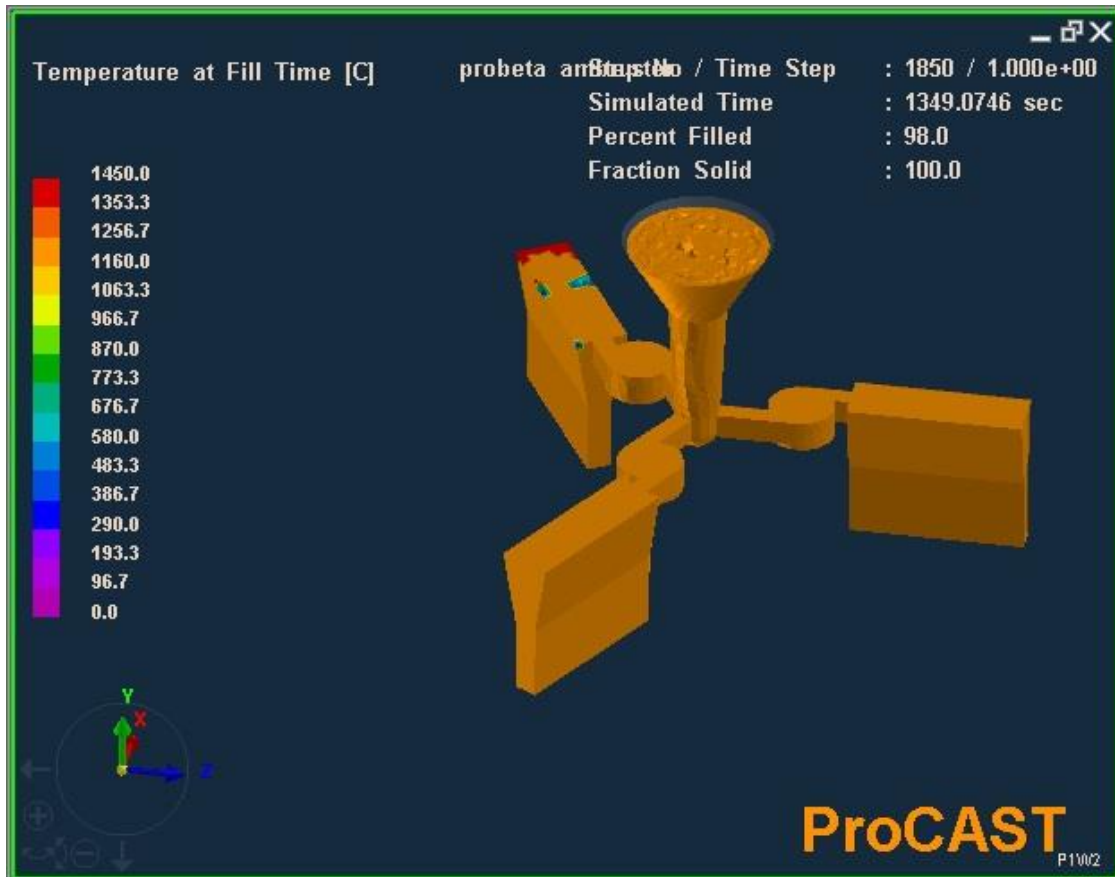 Temperature at Fill Time [C]
Step No / Time Step : 1850 / 1.000e+00
Simulated Time : 1349.0746 sec
Percent Filled : 98.0
Fraction Solid : 100.0
1450.0
1353.3
1256.7
1160.0
1063.3
966.7
870.0
773.3
676.7
580.0
483.3
386.7
290.0
193.3
96.7
0.0
Y
X
Z
ProCAST
P1W2